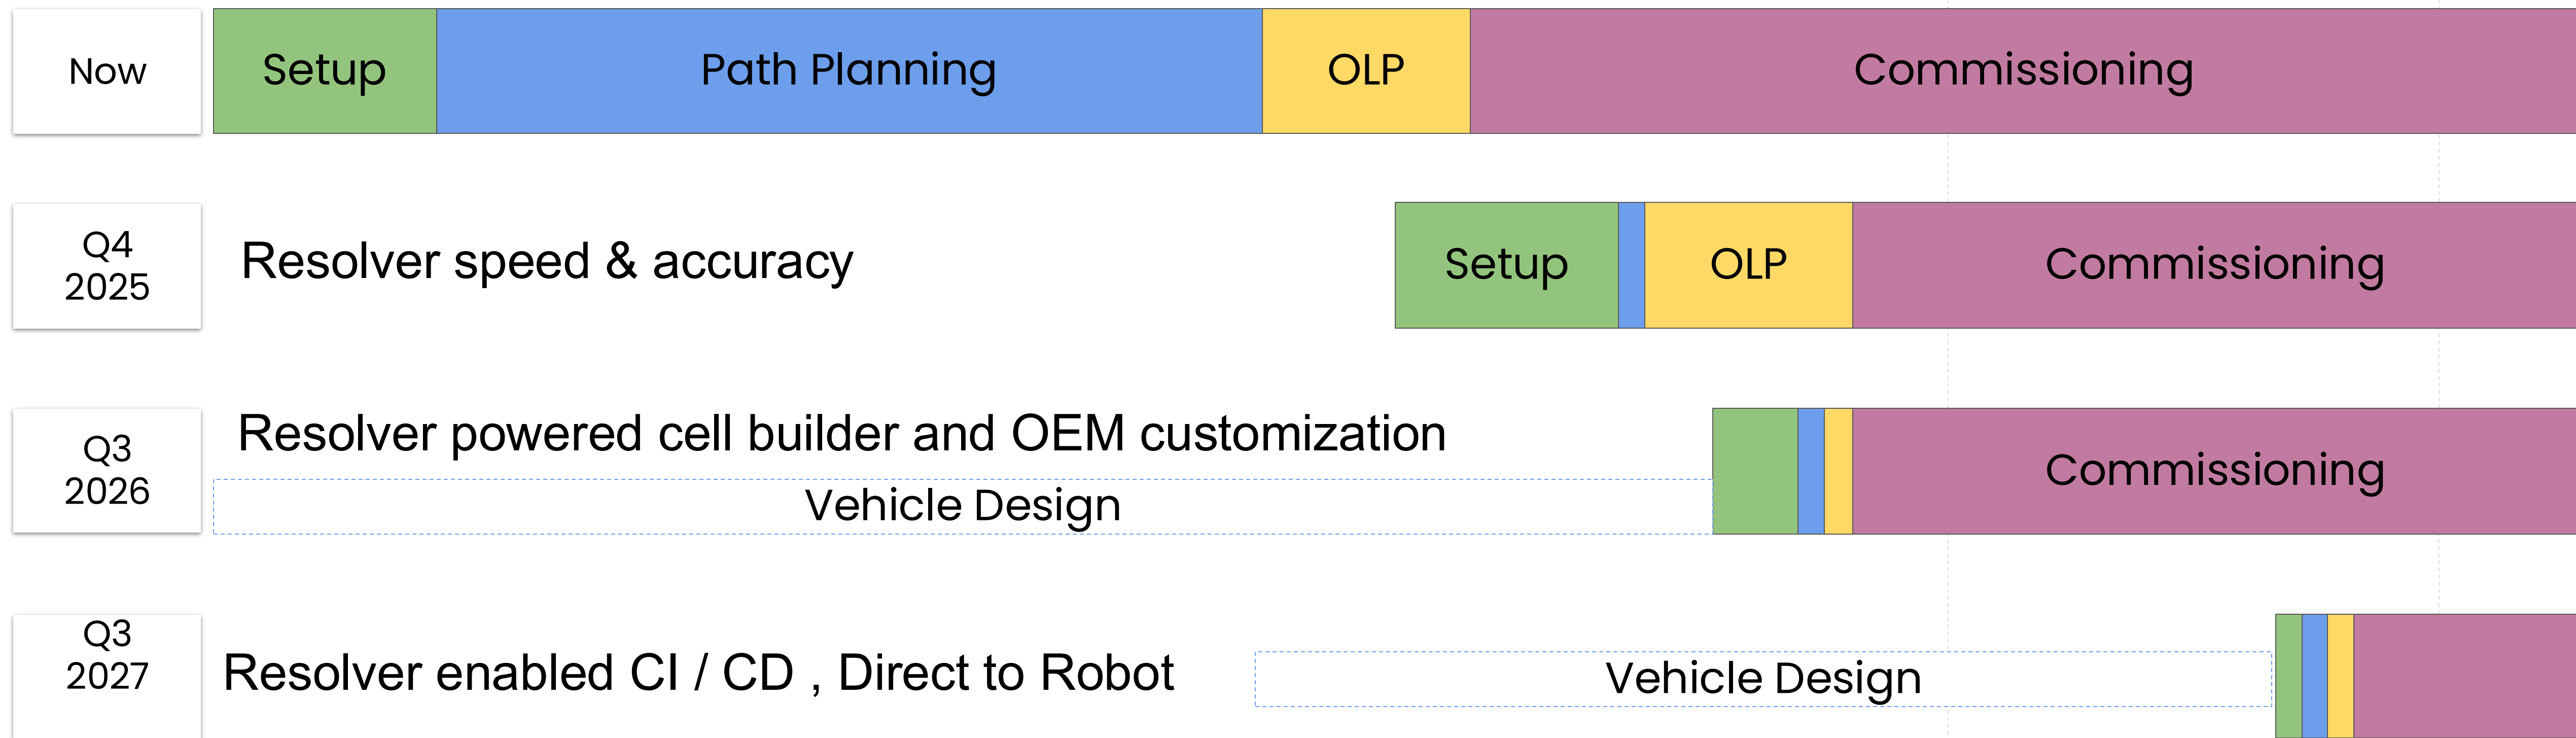 Now
Setup
Path Planning
OLP
Commissioning
Q4
2025
Resolver speed & accuracy
Setup
OLP
Commissioning
Q3
2026
Resolver powered cell builder and OEM customization
Vehicle Design
Commissioning
Q3
2027
Resolver enabled CI / CD , Direct to Robot
Vehicle Design